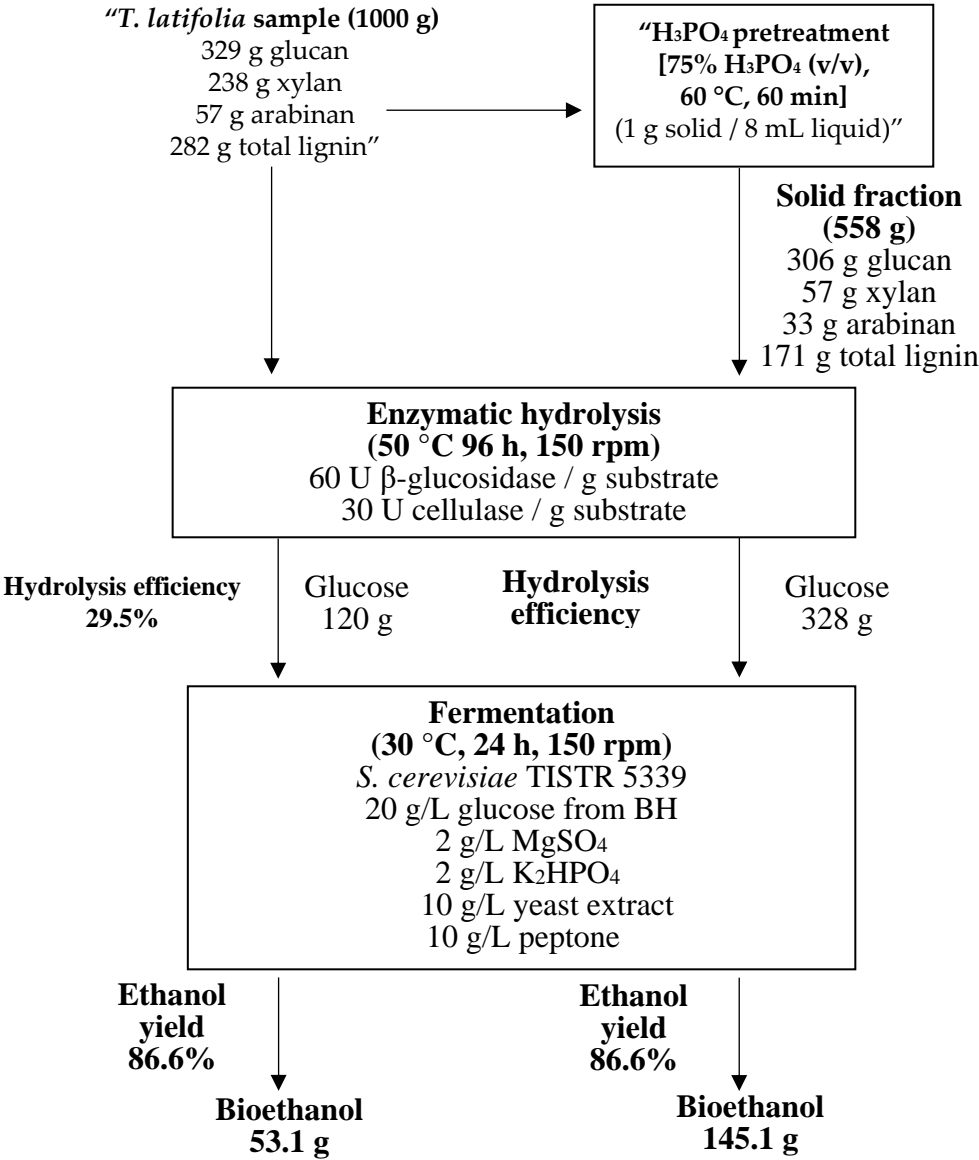 “T. latifolia sample (1000 g)
329 g glucan
238 g xylan
57 g arabinan
282 g total lignin”
“H₃PO₄ pretreatment
[75% H₃PO₄ (v/v),
60 °C, 60 min]
(1 g solid / 8 mL liquid)”
Solid fraction
(558 g)
306 g glucan
57 g xylan
33 g arabinan
171 g total lignin
Enzymatic hydrolysis
(50 °C 96 h, 150 rpm)
60 U β-glucosidase / g substrate
30 U cellulase / g substrate
Hydrolysis efficiency
29.5%
Glucose
120 g
Hydrolysis
efficiency
Glucose
328 g
Fermentation
(30 °C, 24 h, 150 rpm)
S. cerevisiae TISTR 5339
20 g/L glucose from BH
2 g/L MgSO₄
2 g/L K₂HPO₄
10 g/L yeast extract
10 g/L peptone
Ethanol
yield
86.6%
Ethanol
yield
86.6%
Bioethanol
53.1 g
Bioethanol
145.1 g